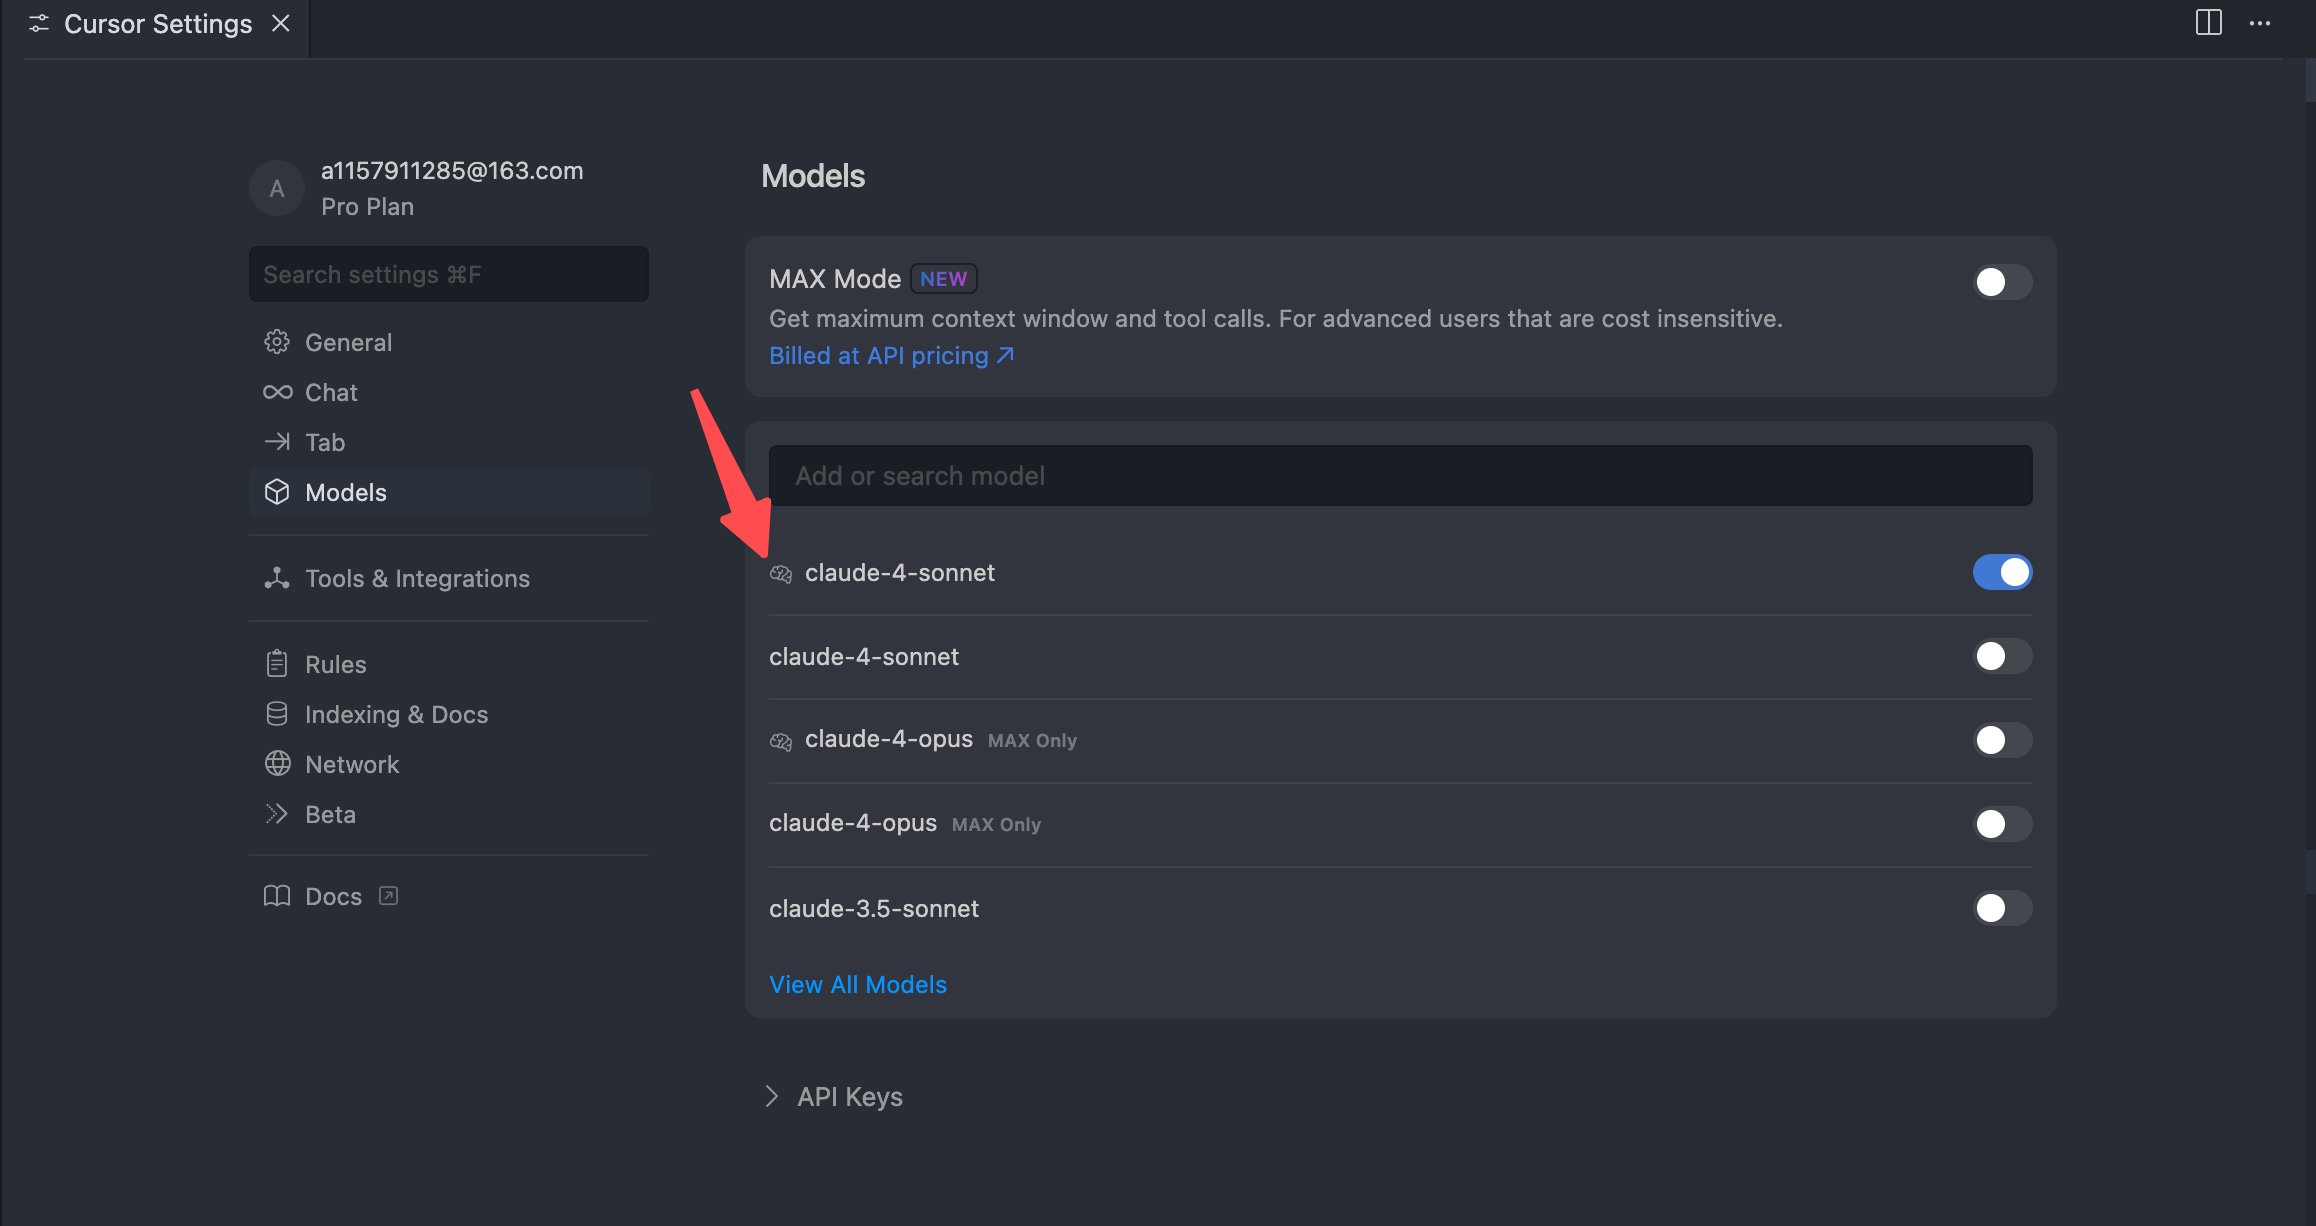 Cursor Settings
A
a1157911285@163.com
Pro Plan
Search settings ⌘F
General
Chat
Tab
Models
Tools & Integrations
Rules
Indexing & Docs
Network
Beta
Docs
Models
MAX Mode NEW
Get maximum context window and tool calls. For advanced users that are cost insensitive.
Billed at API pricing
Add or search model
claude-4-sonnet
claude-4-sonnet
claude-4-opus MAX Only
claude-4-opus MAX Only
claude-3.5-sonnet
View All Models
API Keys